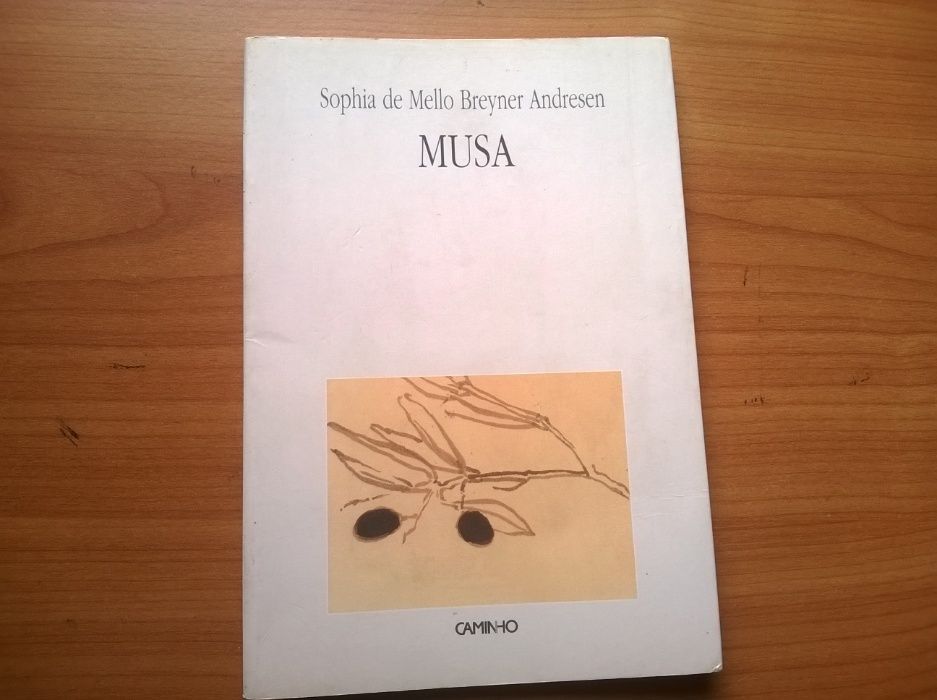 Sophia de Mello Breyner Andresen
MUSA
CAMINHO